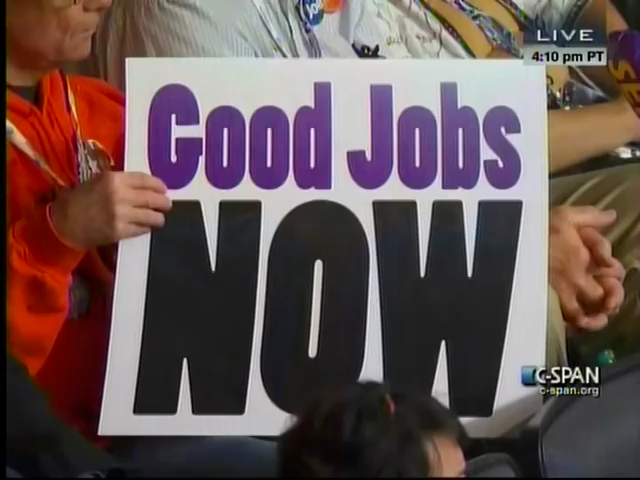 LIVE
4:10 pm PT
Good Jobs
NOW
C-SPAN
c-span.org